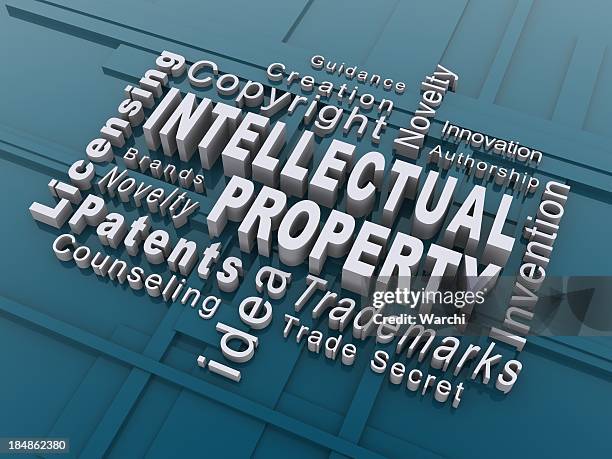 Guidance
Creation
Copyright
Novelty
Licensing
INTELLECTUAL
PROPERTY
Innovation
Authorship
Brands
Novelty
Patents
Counseling
idea
Trademarks
Trade Secret
Invention
gettyimages
Credit: Warchi
184862380